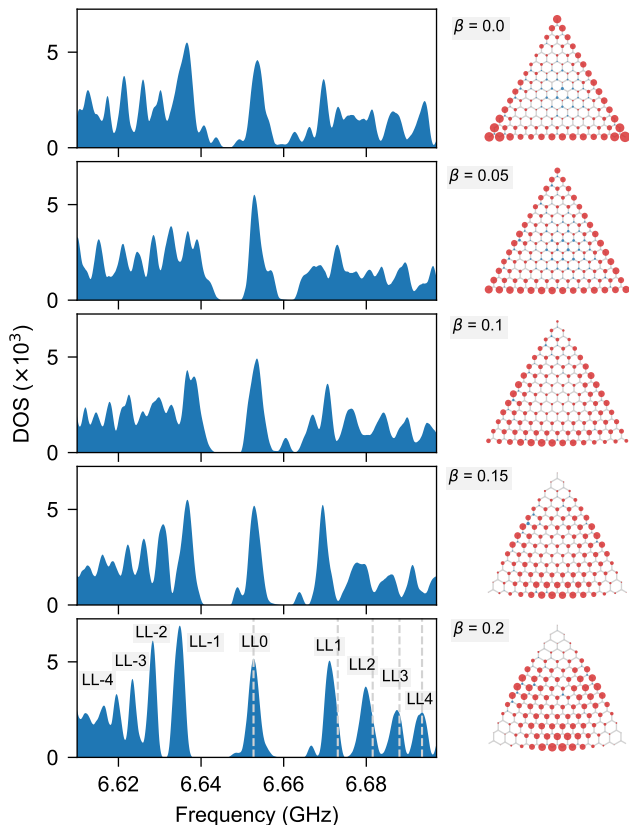 β = 0.0
5
0
β = 0.05
5
0
β = 0.1
5
0
DOS (×10³)
β = 0.15
5
0
β = 0.2
LL-4
LL-3
LL-2
LL-1
LL0
LL1
LL2
LL3
LL4
5
0
6.62
6.64
6.66
6.68
Frequency (GHz)